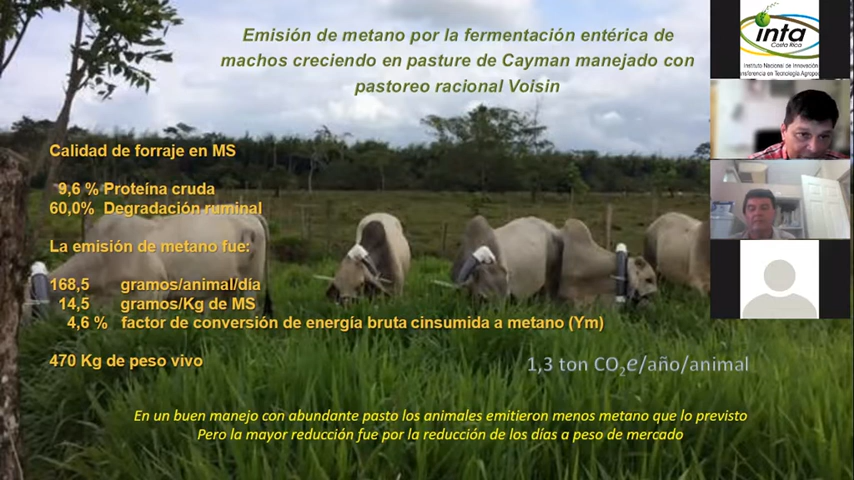 Emisión de metano por la fermentación entérica de
machos creciendo en pasture de Cayman manejado con
pastoreo racional Voisin
Calidad de forraje en MS
9,6 % Proteína cruda
60,0% Degradación ruminal
La emisión de metano fue:
168,5 gramos/animal/día
14,5 gramos/Kg de MS
4,6 % factor de conversión de energía bruta cinsumida a metano (Ym)
470 Kg de peso vivo
1,3 ton CO₂e/año/animal
En un buen manejo con abundante pasto los animales emitieron menos metano que lo previsto
Pero la mayor reducción fue por la reducción de los días a peso de mercado
inta
Costa Rica
Instituto Nacional de Innovación
Transferencia en Tecnología Agropec